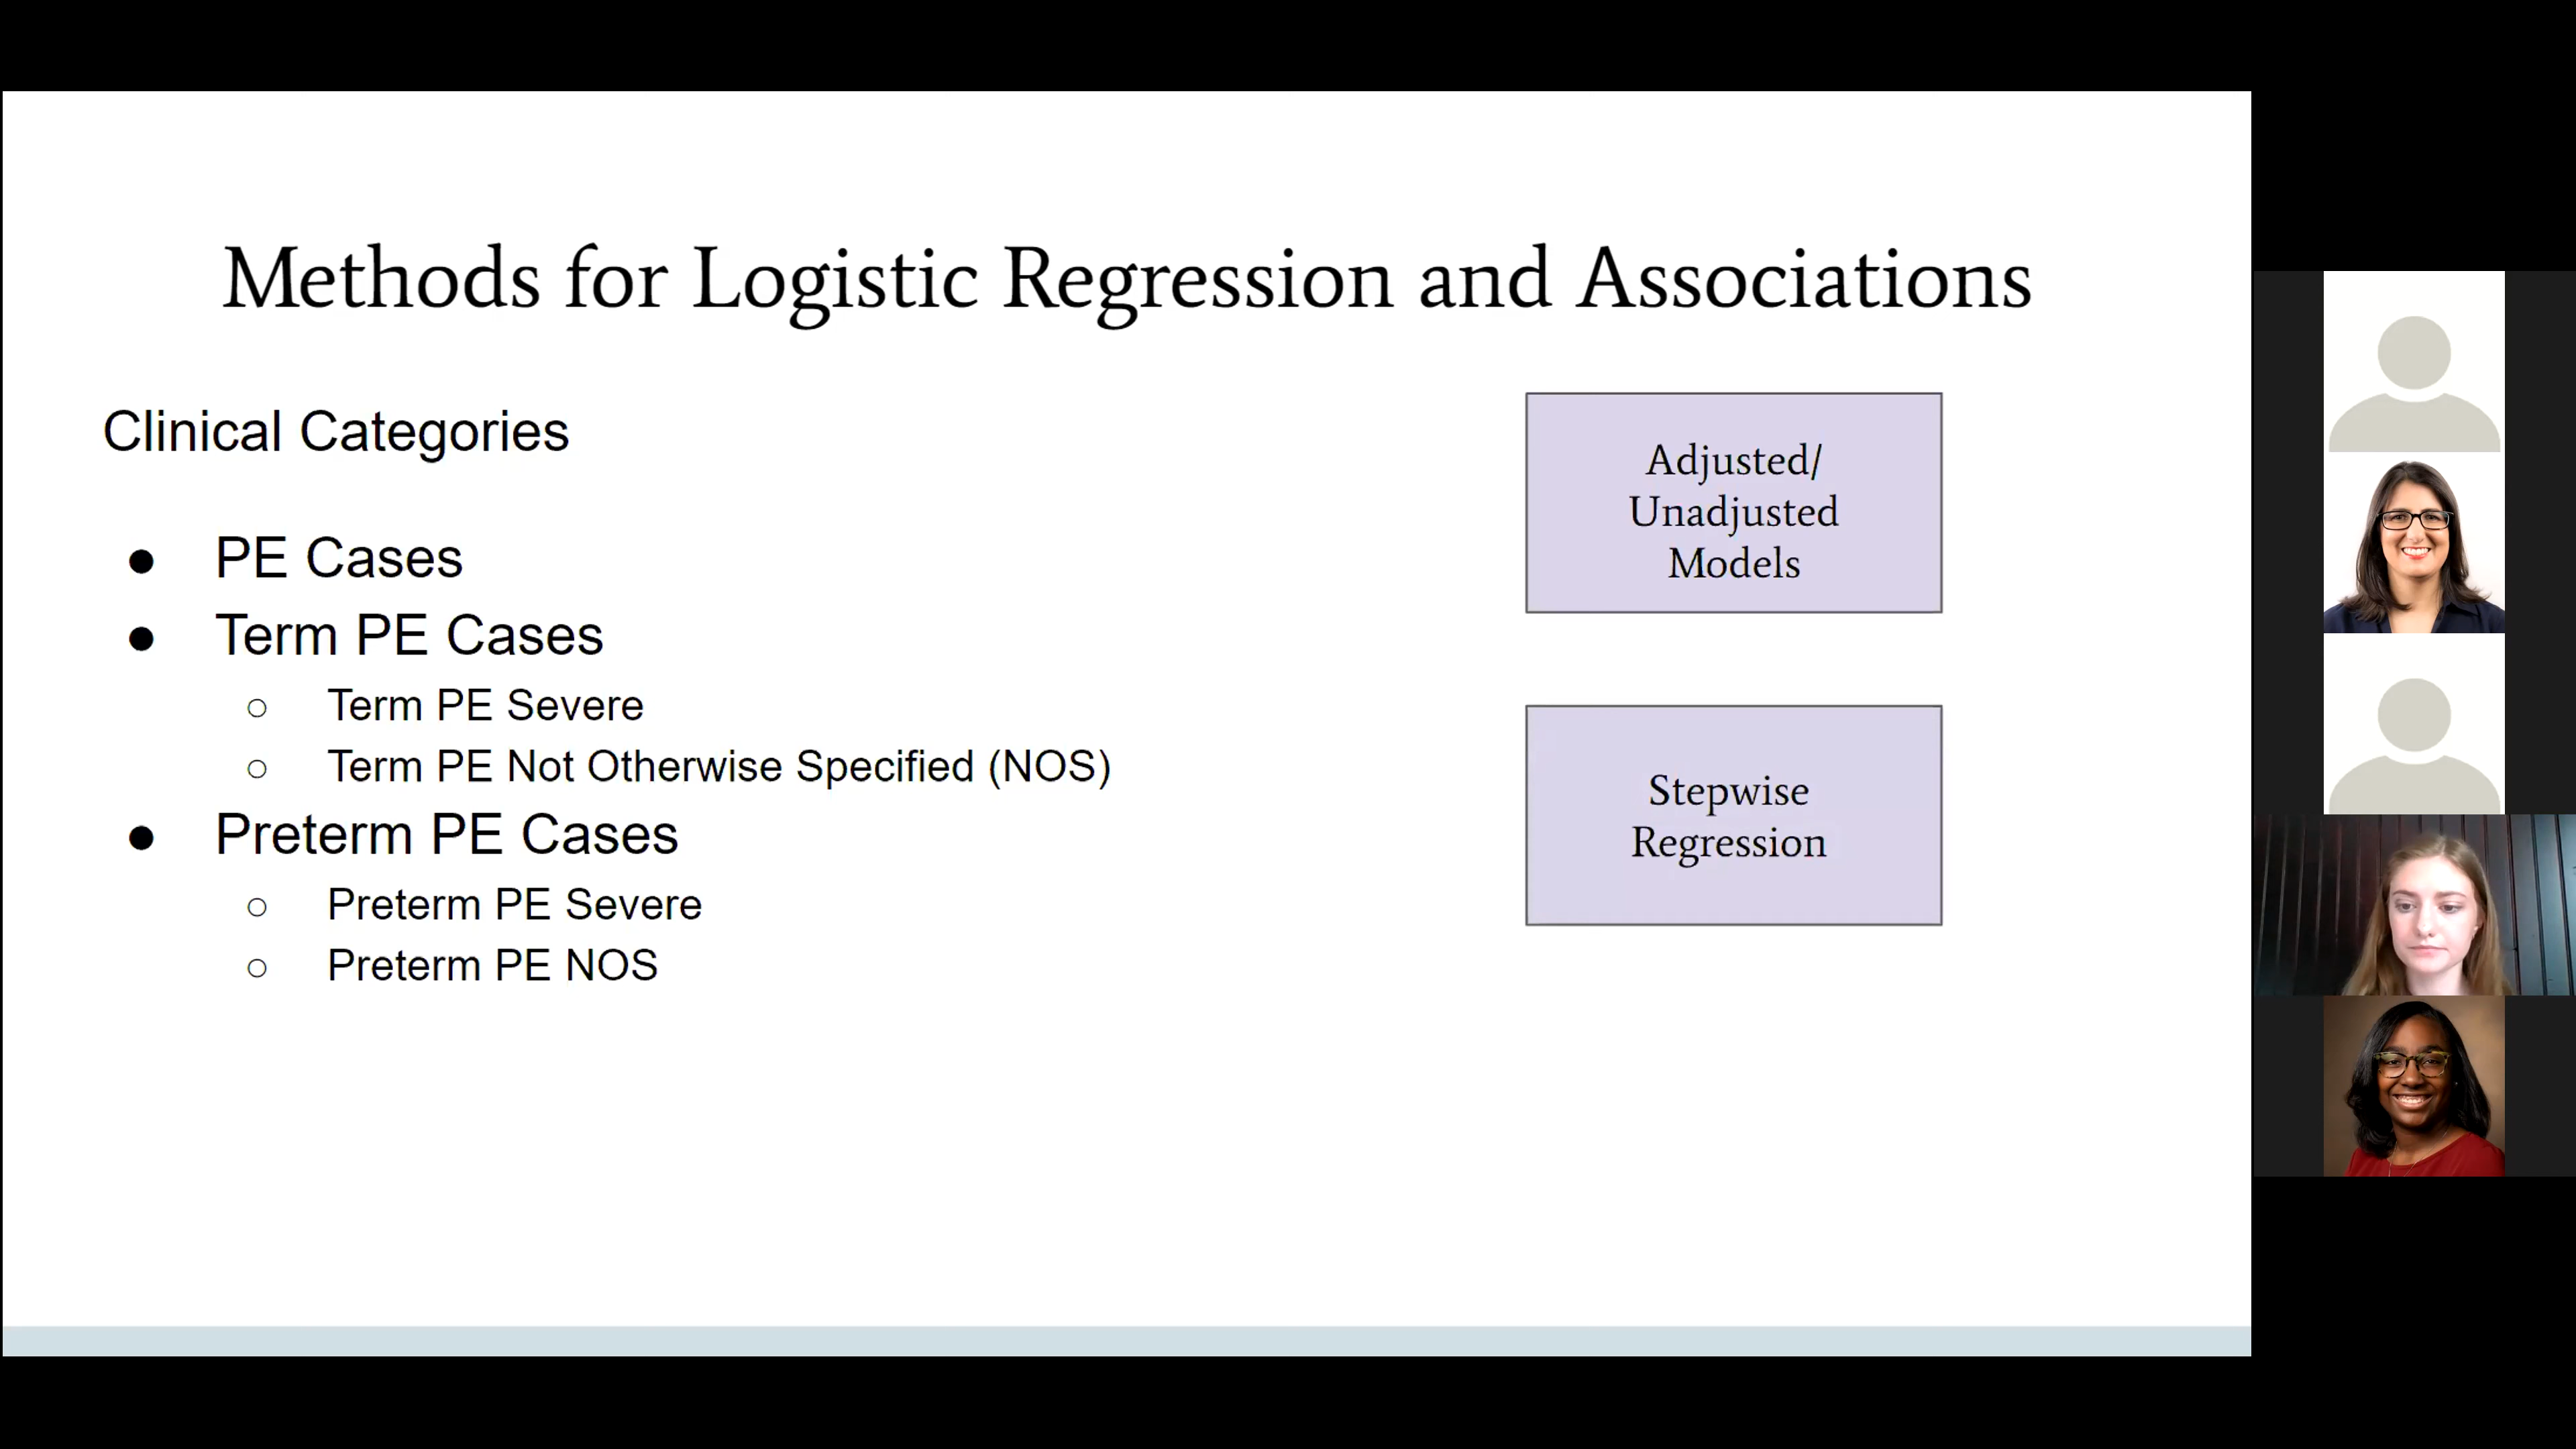 Methods for Logistic Regression and Associations
Clinical Categories
● PE Cases
● Term PE Cases
○ Term PE Severe
○ Term PE Not Otherwise Specified (NOS)
● Preterm PE Cases
○ Preterm PE Severe
○ Preterm PE NOS
Adjusted/
Unadjusted
Models
Stepwise
Regression